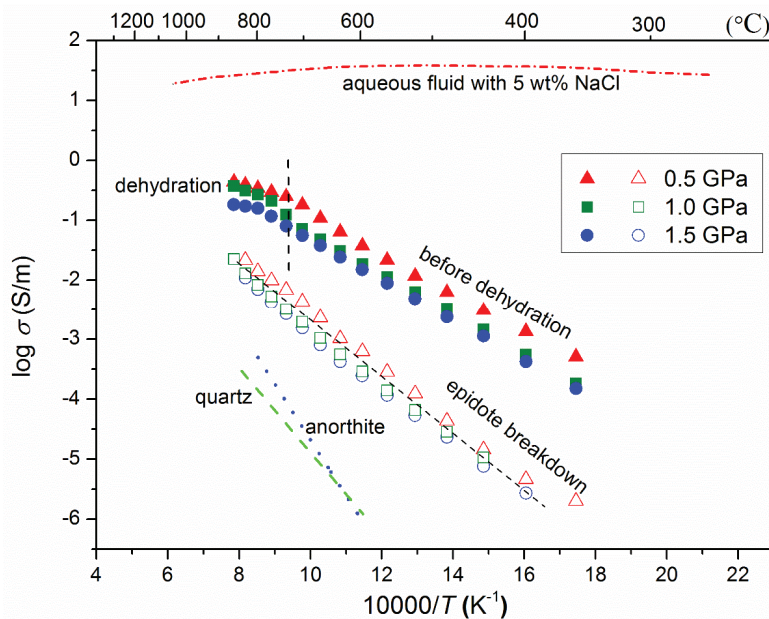 1200 1000 800 600 400 300 (°C)
2
1
0
-1
-2
-3
-4
-5
-6
log σ (S/m)
aqueous fluid with 5 wt% NaCl
dehydration
0.5 GPa
1.0 GPa
1.5 GPa
before dehydration
epidote breakdown
quartz
anorthite
4 6 8 10 12 14 16 18 20 22
10000/T (K⁻¹)